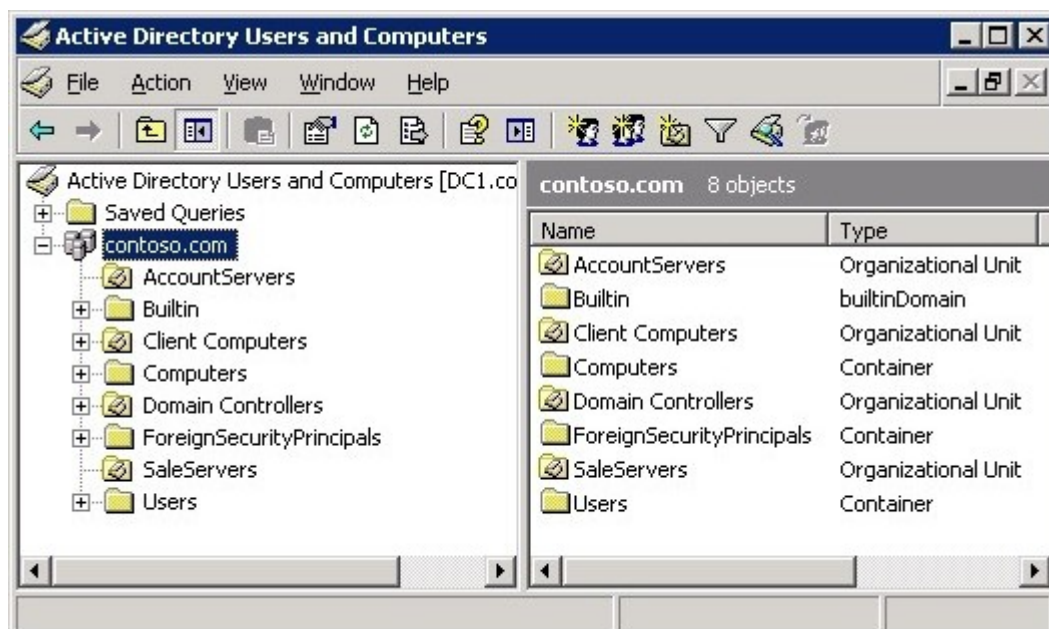 Active Directory Users and Computers
File Action View Window Help
Active Directory Users and Computers [DC1.co
Saved Queries
contoso.com
AccountServers
Builtin
Client Computers
Computers
Domain Controllers
ForeignSecurityPrincipals
SaleServers
Users
contoso.com 8 objects
Name Type
AccountServers Organizational Unit
Builtin builtinDomain
Client Computers Organizational Unit
Computers Container
Domain Controllers Organizational Unit
ForeignSecurityPrincipals Container
SaleServers Organizational Unit
Users Container